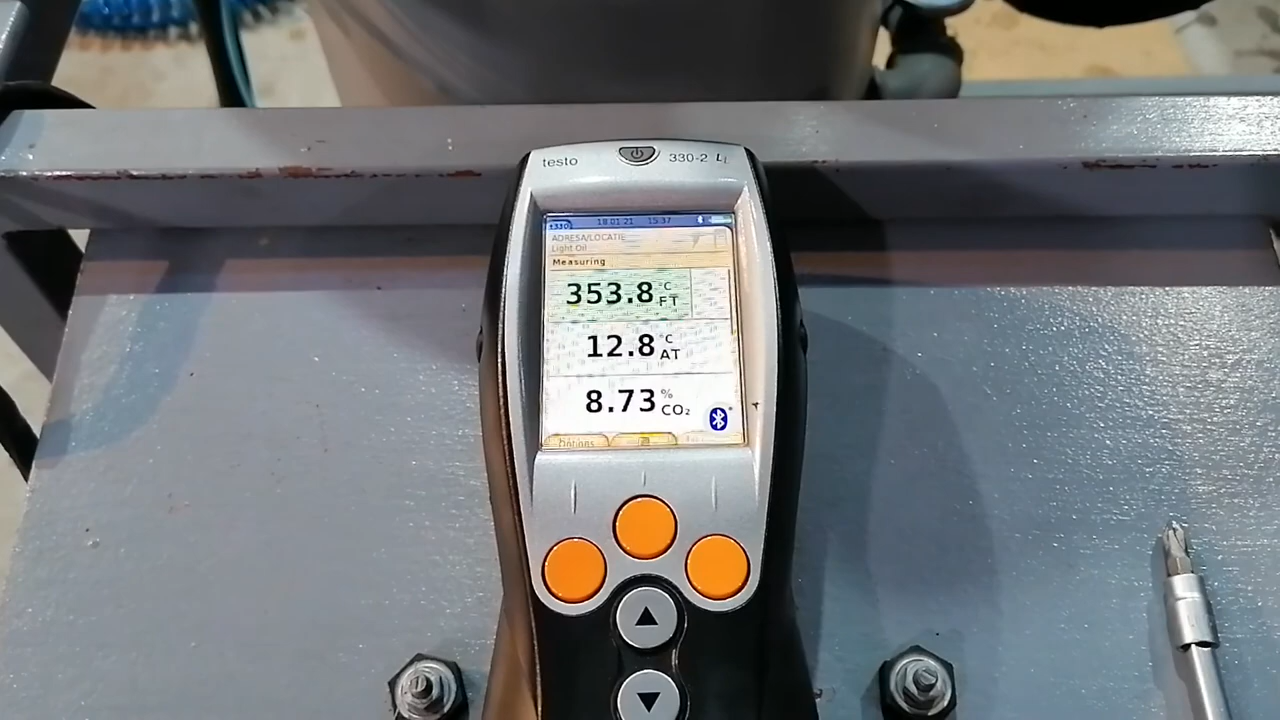 testo 330-2 LL
330 18.01.21 15:37
ADRESA/LOCATIE
Light Oil
Measuring
353.8 °C FT
12.8 °C AT
8.73 % CO₂
Options